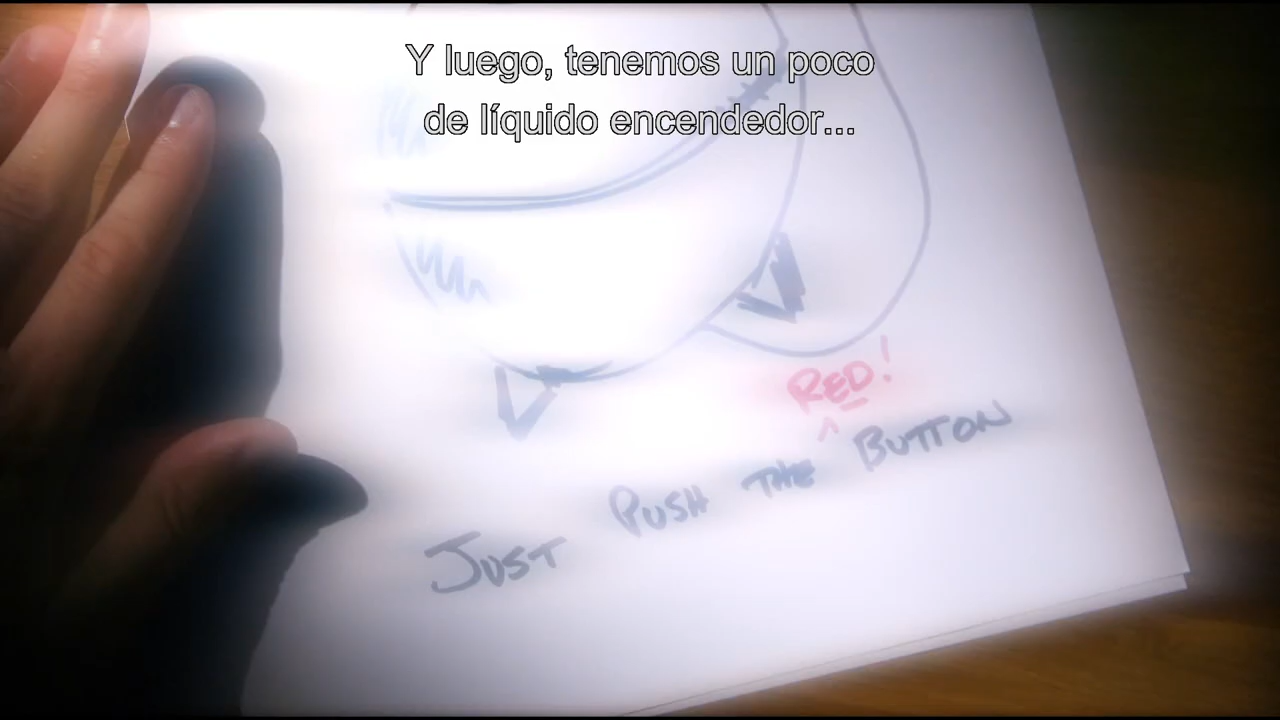 Y luego, tenemos un poco
de líquido encendedor...
RED!
JUST PUSH THE ^ BUTTON